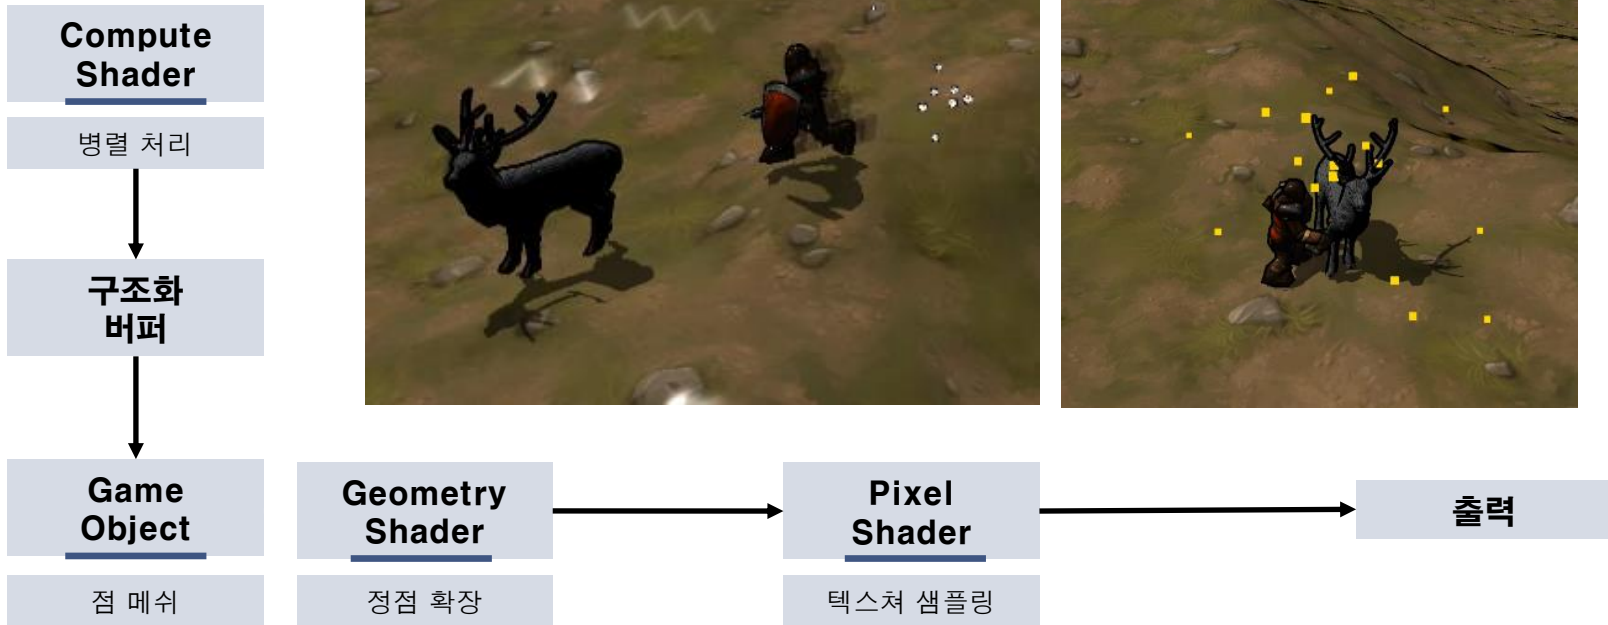 Compute
Shader
병렬 처리
구조화
버퍼
Game
Object
점 메쉬
Geometry
Shader
정점 확장
Pixel
Shader
텍스쳐 샘플링
출력